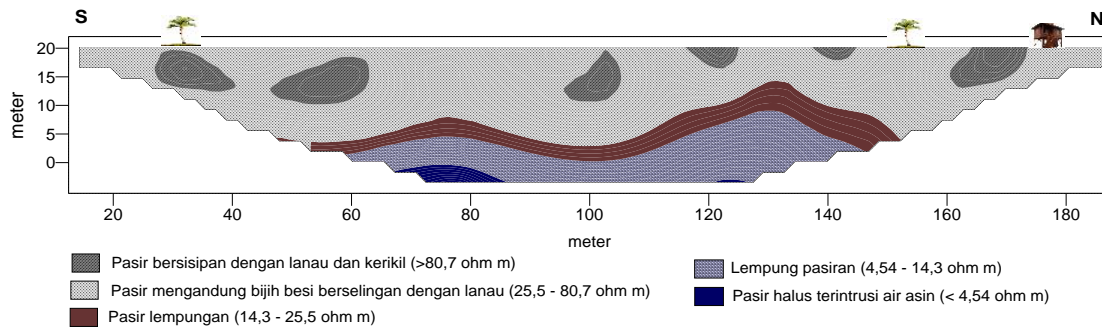 S
N
20
15
10
5
0
meter
20 40 60 80 100 120 140 160 180
meter
Pasir bersisipan dengan lanau dan kerikil (>80,7 ohm m)
Pasir mengandung bijih besi berselingan dengan lanau (25,5 - 80,7 ohm m)
Pasir lempungan (14,3 - 25,5 ohm m)
Lempung pasiran (4,54 - 14,3 ohm m)
Pasir halus terintrusi air asin (< 4,54 ohm m)